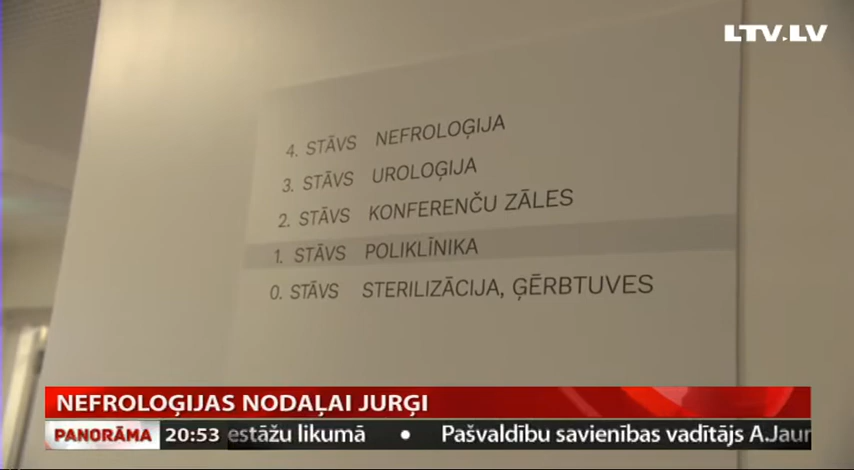 LTV.LV
4. STĀVS NEFROLOĢIJA
3. STĀVS UROLOĢIJA
2. STĀVS KONFERENČU ZĀLES
1. STĀVS POLIKLĪNIKA
0. STĀVS STERILIZĀCIJA, ĢĒRBTUVES
NEFROLOĢIJAS NODAĻAI JURĢI
PANORĀMA 20:53 estāžu likumā • Pašvaldību savienības vadītājs A.Jaun